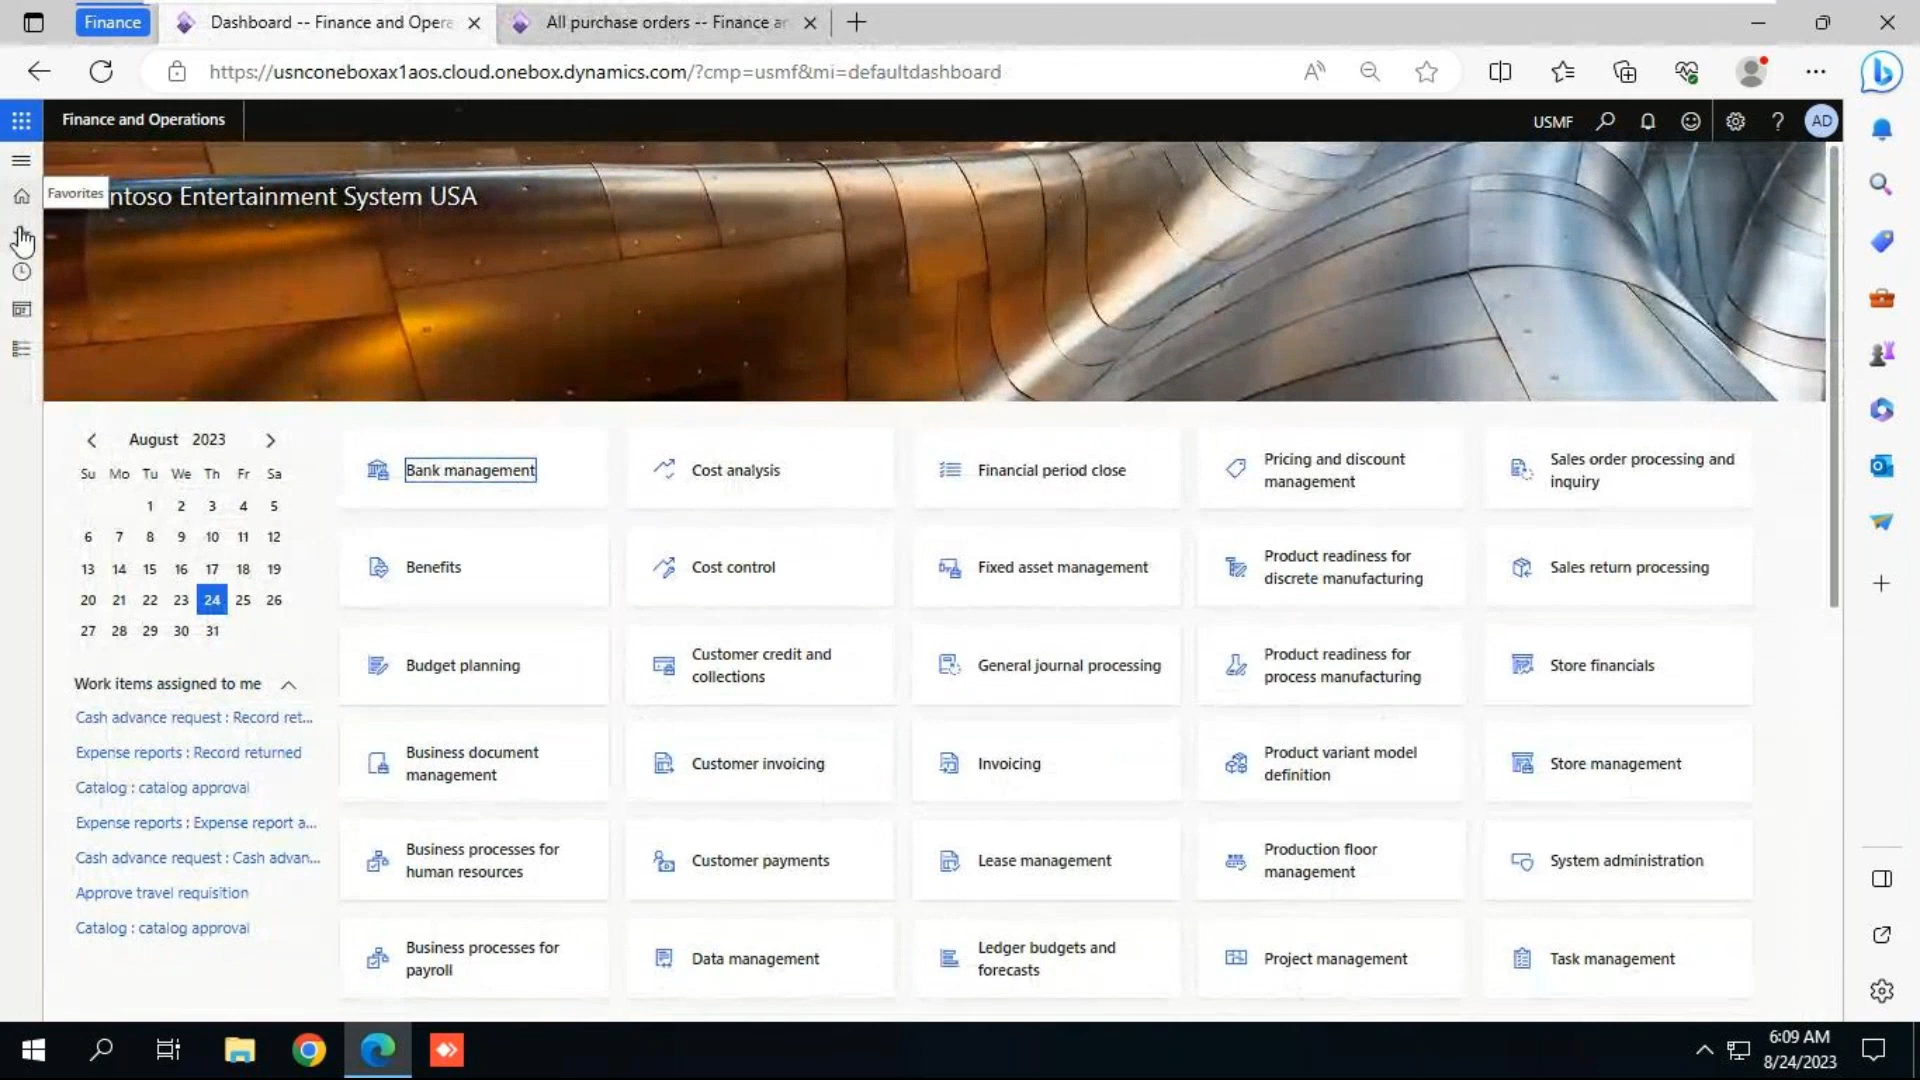 Finance
Dashboard -- Finance and Opera
All purchase orders -- Finance ar
https://usnconeboxax1aos.cloud.onebox.dynamics.com/?cmp=usmf&mi=defaultdashboard
Finance and Operations
USMF
?
AD
Favorites
ntoso Entertainment System USA
August 2023
Su Mo Tu We Th Fr Sa
1 2 3 4 5
6 7 8 9 10 11 12
13 14 15 16 17 18 19
20 21 22 23 24 25 26
27 28 29 30 31
Work items assigned to me
Cash advance request : Record ret...
Expense reports : Record returned
Catalog : catalog approval
Expense reports : Expense report a...
Cash advance request : Cash advan...
Approve travel requisition
Catalog : catalog approval
Bank management
Cost analysis
Financial period close
Pricing and discount
management
Sales order processing and
inquiry
Benefits
Cost control
Fixed asset management
Product readiness for
discrete manufacturing
Sales return processing
Budget planning
Customer credit and
collections
General journal processing
Product readiness for
process manufacturing
Store financials
Business document
management
Customer invoicing
Invoicing
Product variant model
definition
Store management
Business processes for
human resources
Customer payments
Lease management
Production floor
management
System administration
Business processes for
payroll
Data management
Ledger budgets and
forecasts
Project management
Task management
6:09 AM
8/24/2023